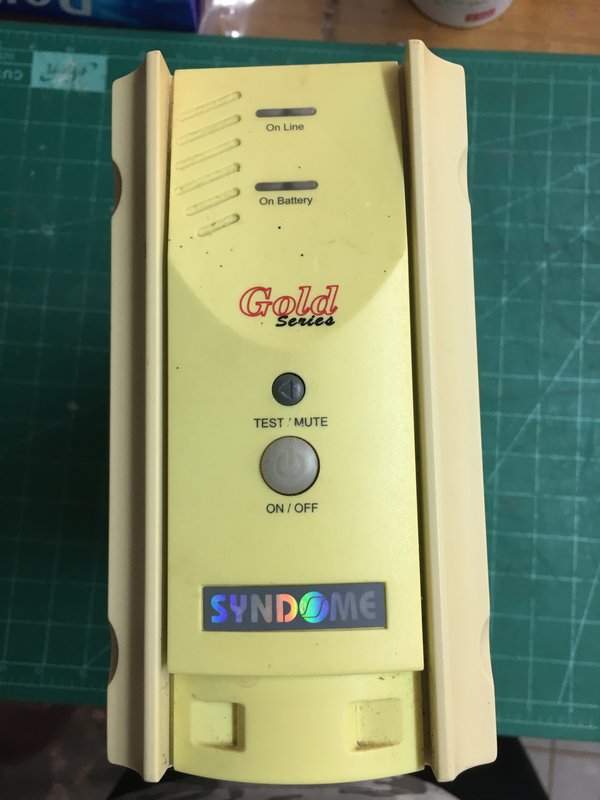 On Line
On Battery
Gold
Series
TEST / MUTE
ON / OFF
SYNDOME